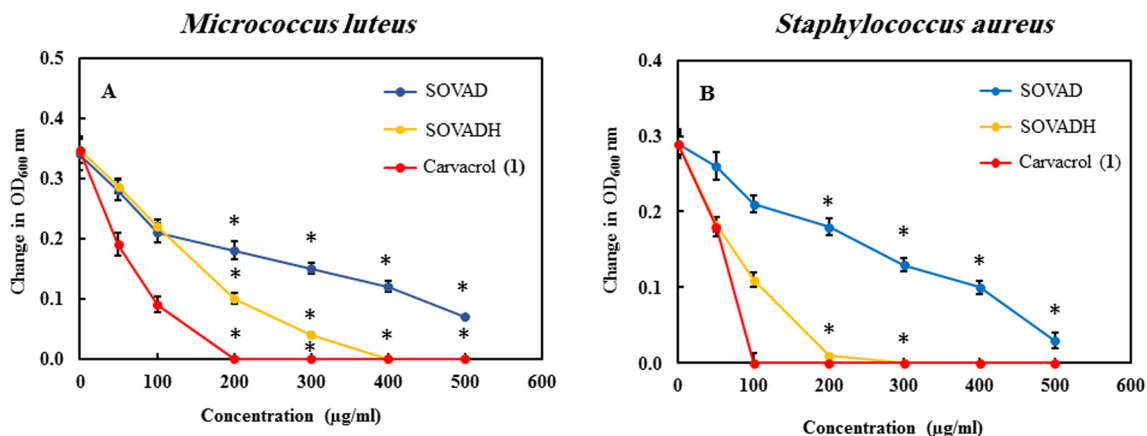 Micrococcus luteus
0.5
0.4
0.3
0.2
0.1
0.0
Change in OD600 nm
A
SOVAD
SOVADH
Carvacrol (1)
*
*
*
*
*
*
*
*
*
*
0 100 200 300 400 500 600
Concentration (µg/ml)
Staphylococcus aureus
0.4
0.3
0.2
0.1
0.0
Change in OD600 nm
B
SOVAD
SOVADH
Carvacrol (1)
*
*
*
*
*
*
0 100 200 300 400 500 600
Concentration (µg/ml)